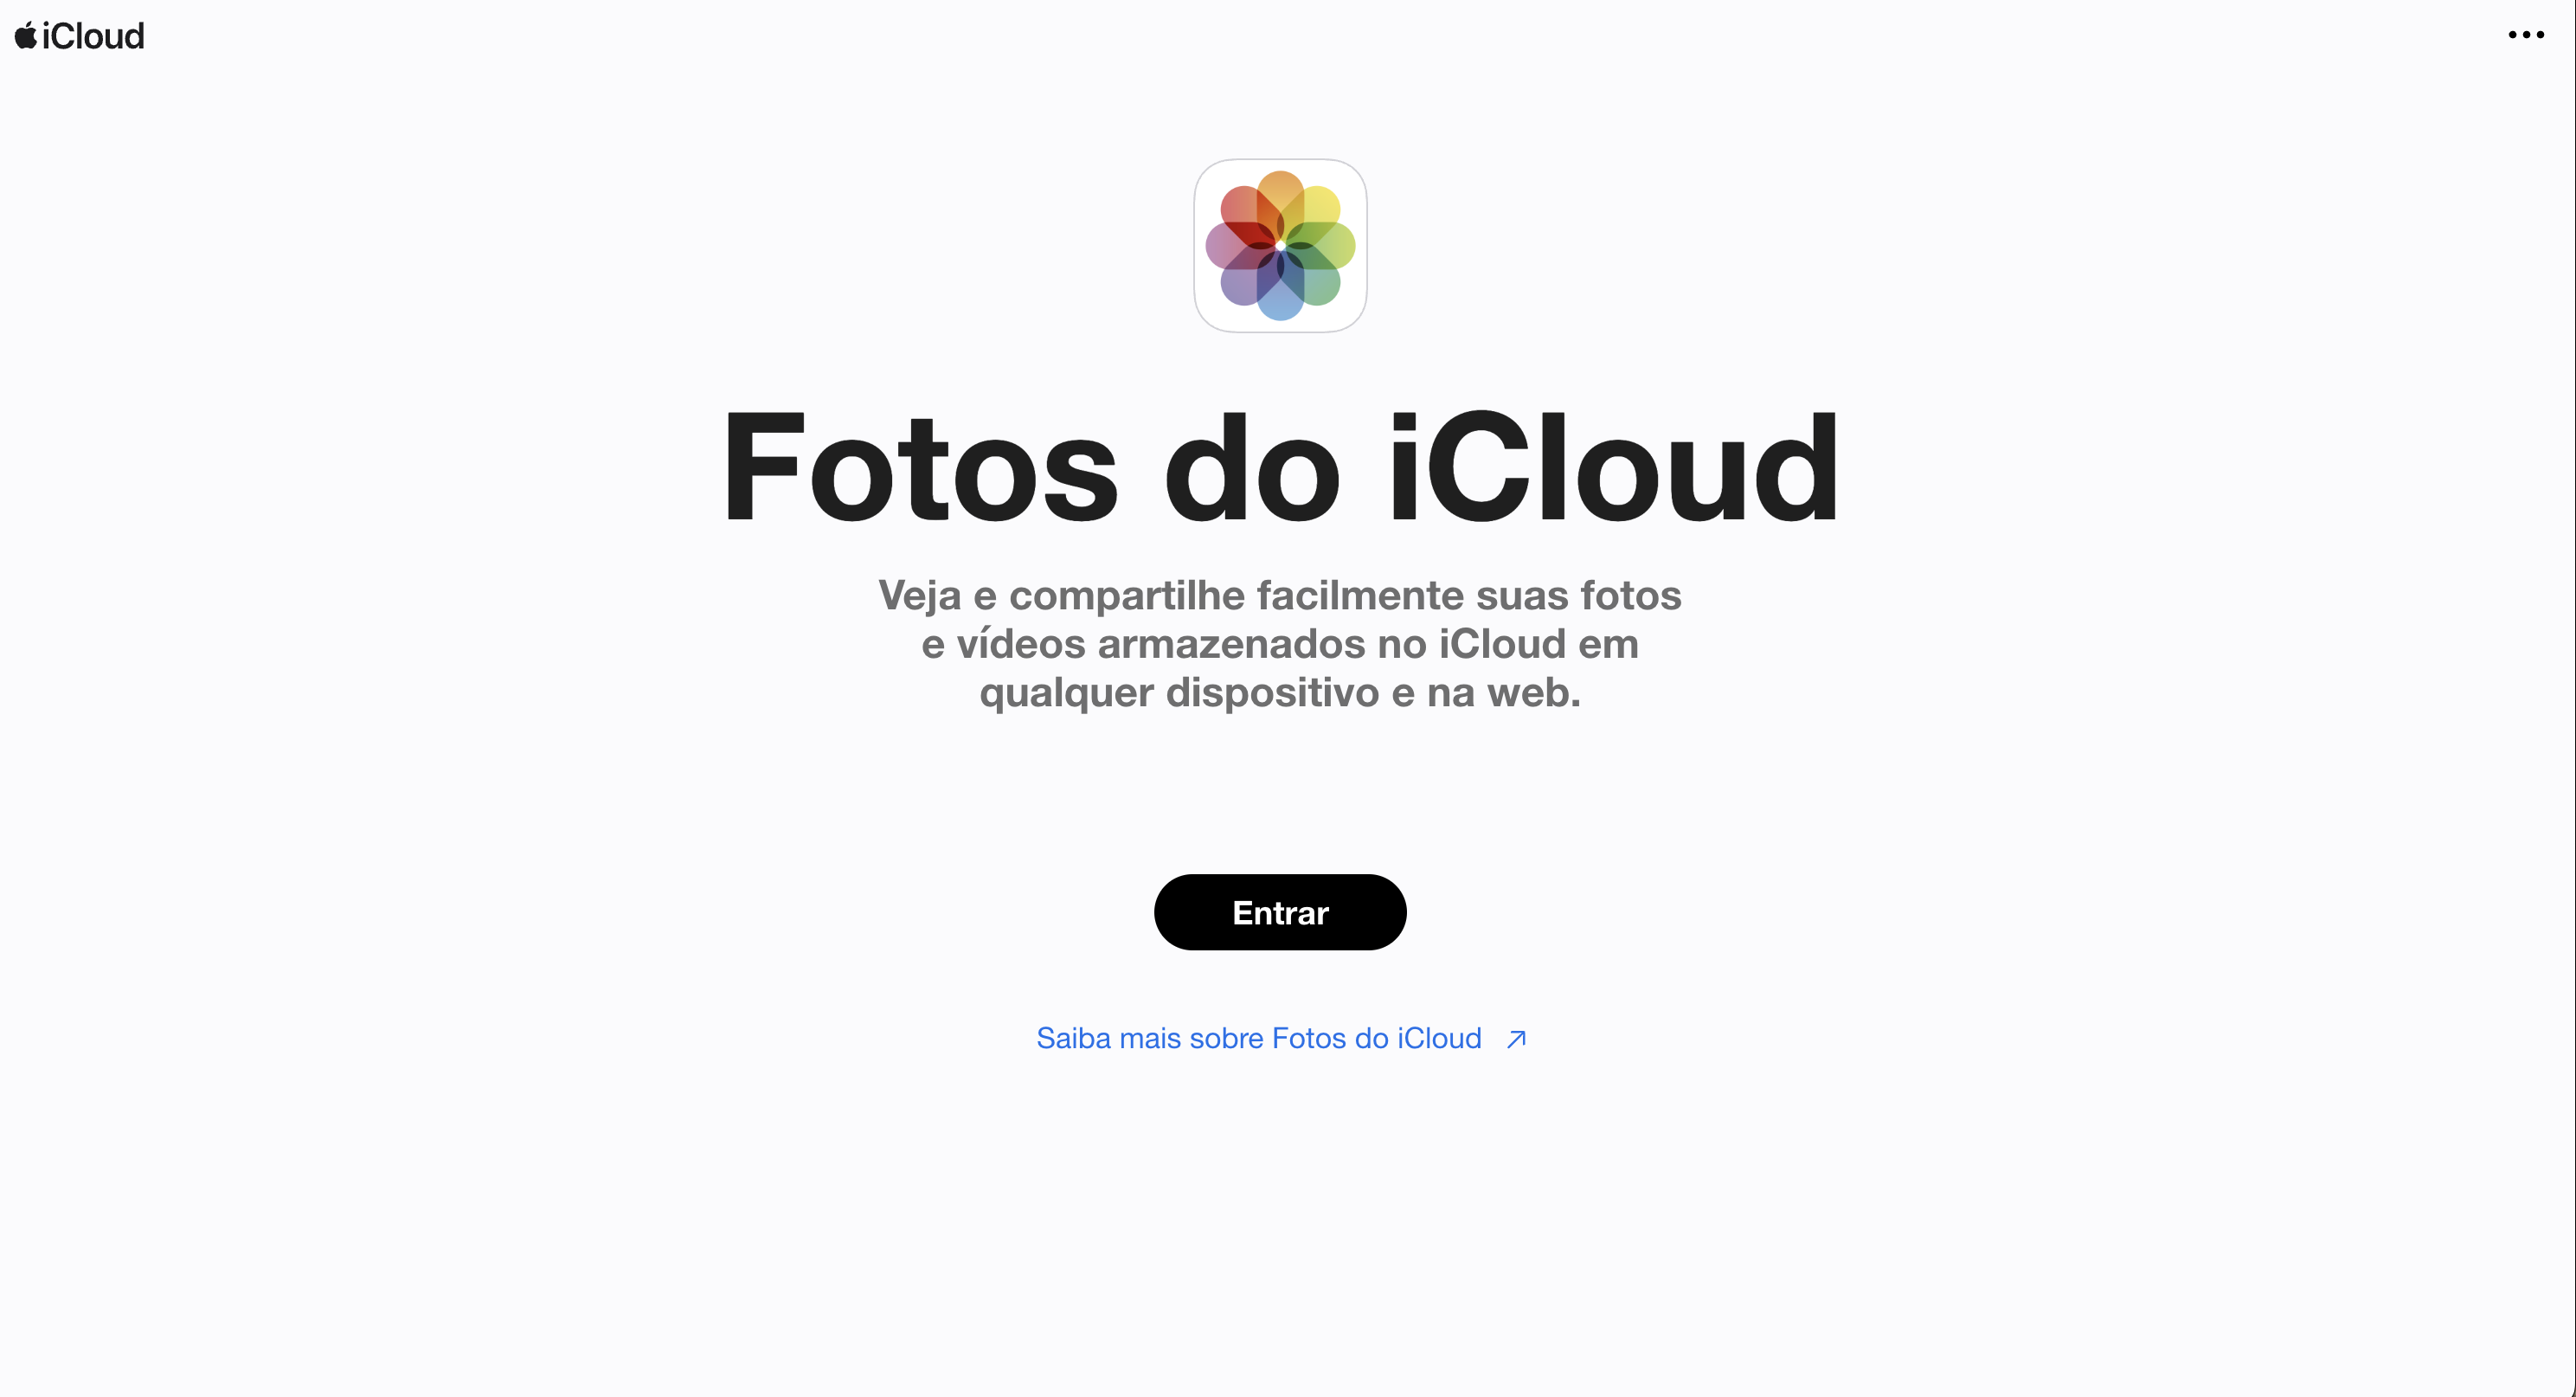 iCloud
Fotos do iCloud
Veja e compartilhe facilmente suas fotos
e vídeos armazenados no iCloud em
qualquer dispositivo e na web.
Entrar
Saiba mais sobre Fotos do iCloud